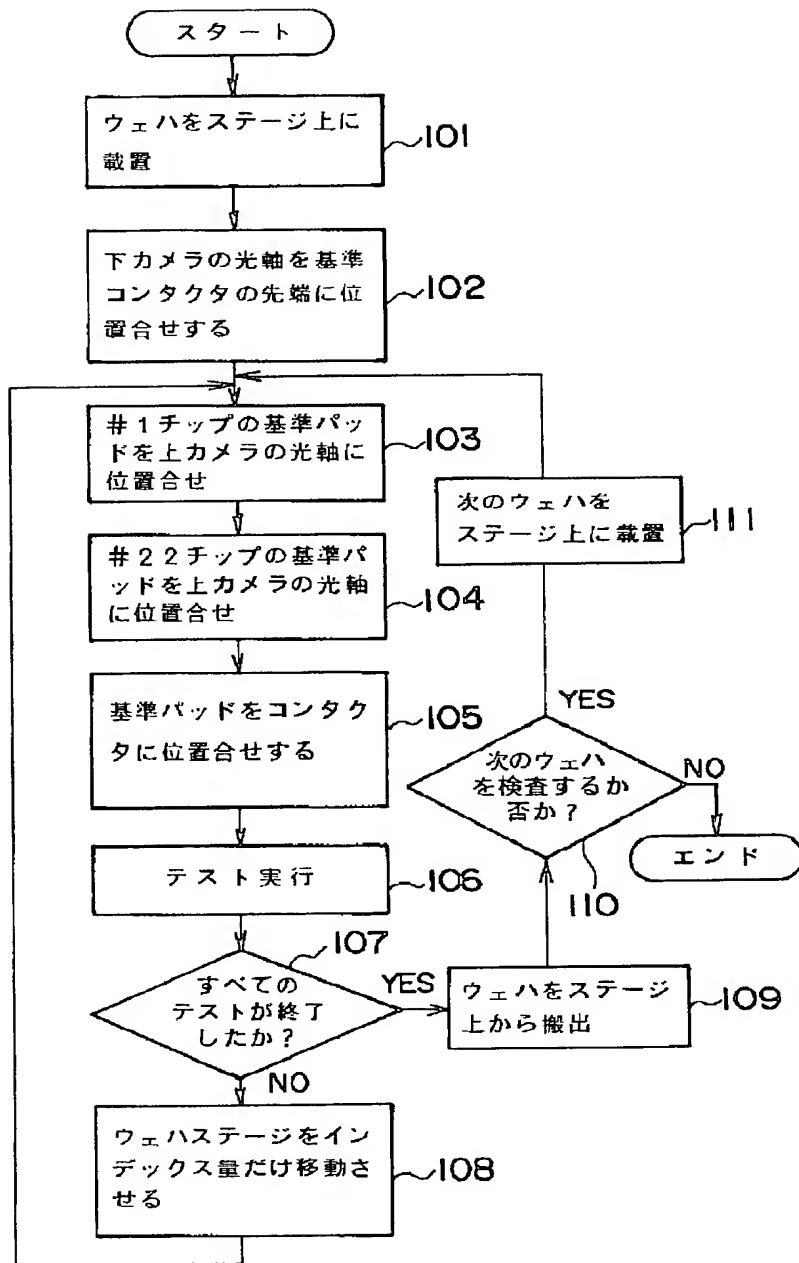 スタート
ウェハをステージ上に
載置
101
下カメラの光軸を基準
コンタクタの先端に位
置合せする
102
#1チップの基準パッ
ドを上カメラの光軸に
位置合せ
103
#22チップの基準パ
ッドを上カメラの光軸
に位置合せ
104
基準パッドをコンタク
タに位置合せする
105
テスト実行
106
107
すべての
テストが終了
したか?
YES
NO
ウェハステージをイン
デックス量だけ移動さ
せる
108
ウェハをステージ
上から搬出
109
次のウェハ
を検査するか
否か?
110
YES
NO
エンド
次のウェハを
ステージ上に載置
111